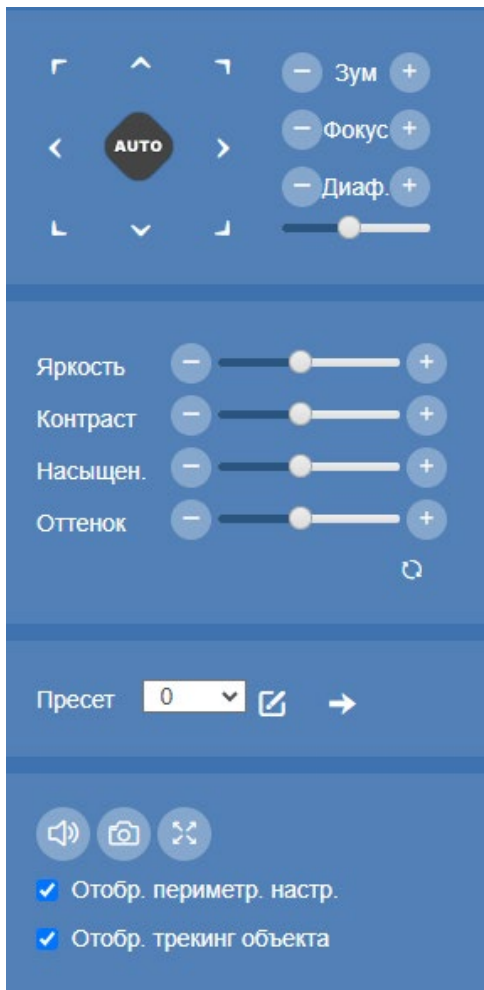 Зум
AUTO
Фокус
Диаф.
Яркость
Контраст
Насыщен.
Оттенок
Пресет 0
Отобр. периметр. настр.
Отобр. трекинг объекта